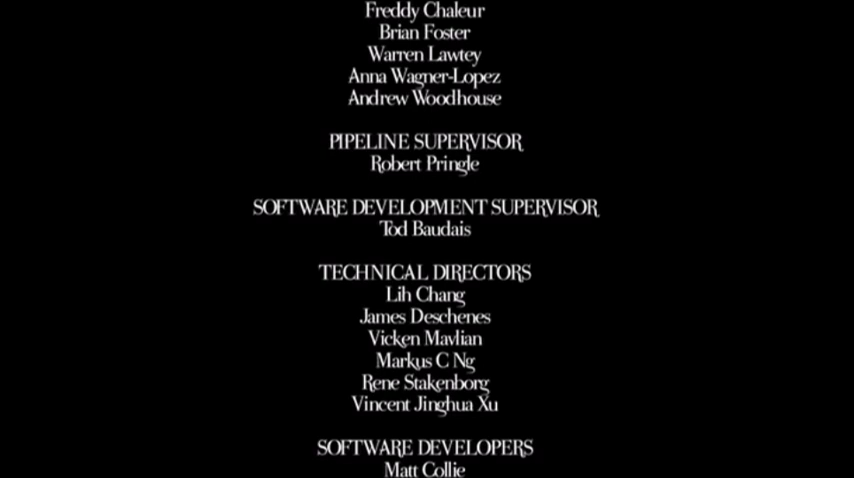 Freddy Chaleur
Brian Foster
Warren Lawtey
Anna Wagner-Lopez
Andrew Woodhouse
PIPELINE SUPERVISOR
Robert Pringle
SOFTWARE DEVELOPMENT SUPERVISOR
Tod Baudais
TECHNICAL DIRECTORS
Lih Chang
James Deschenes
Vicken Mavlian
Markus C Ng
Rene Stakenborg
Vincent Jinghua Xu
SOFTWARE DEVELOPERS
Matt Collie